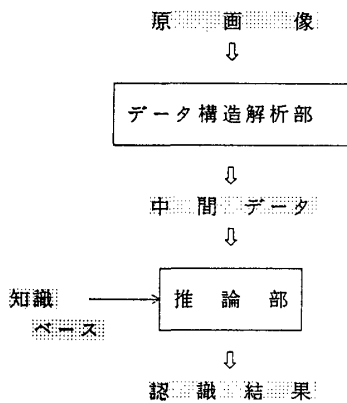 原画像
データ構造解析部
中間データ
知識
ベース
推論部
認識結果